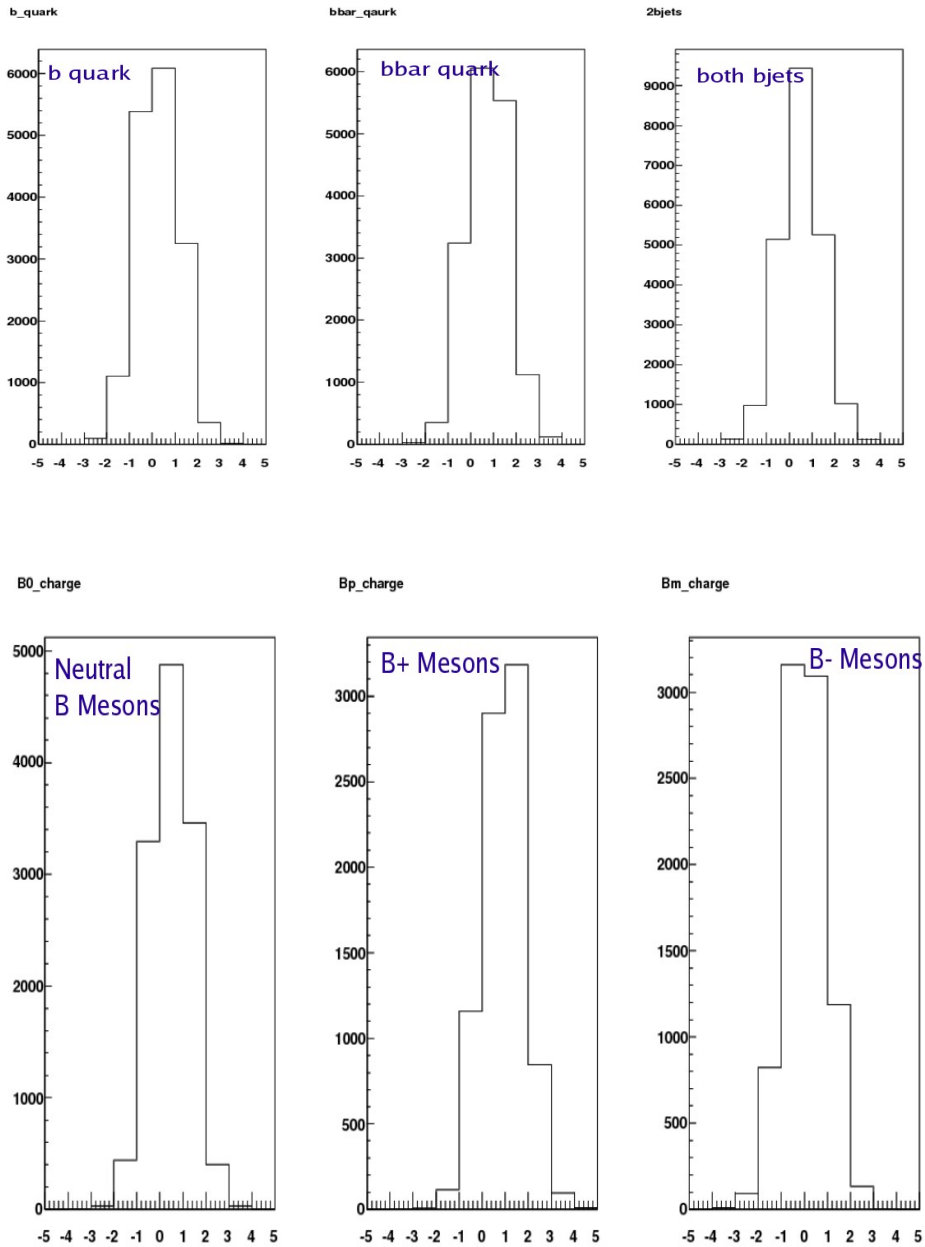 b_quark
bbar_qaurk
2bjets
b quark
bbar quark
both bjets
6000
5000
4000
3000
2000
1000
0
-5 -4 -3 -2 -1 0 1 2 3 4 5
6000
5000
4000
3000
2000
1000
0
-5 -4 -3 -2 -1 0 1 2 3 4 5
9000
8000
7000
6000
5000
4000
3000
2000
1000
0
-5 -4 -3 -2 -1 0 1 2 3 4 5
B0_charge
Bp_charge
Bm_charge
Neutral
B Mesons
B+ Mesons
B- Mesons
5000
4000
3000
2000
1000
0
-5 -4 -3 -2 -1 0 1 2 3 4 5
3000
2500
2000
1500
1000
500
0
-5 -4 -3 -2 -1 0 1 2 3 4 5
3000
2500
2000
1500
1000
500
0
-5 -4 -3 -2 -1 0 1 2 3 4 5